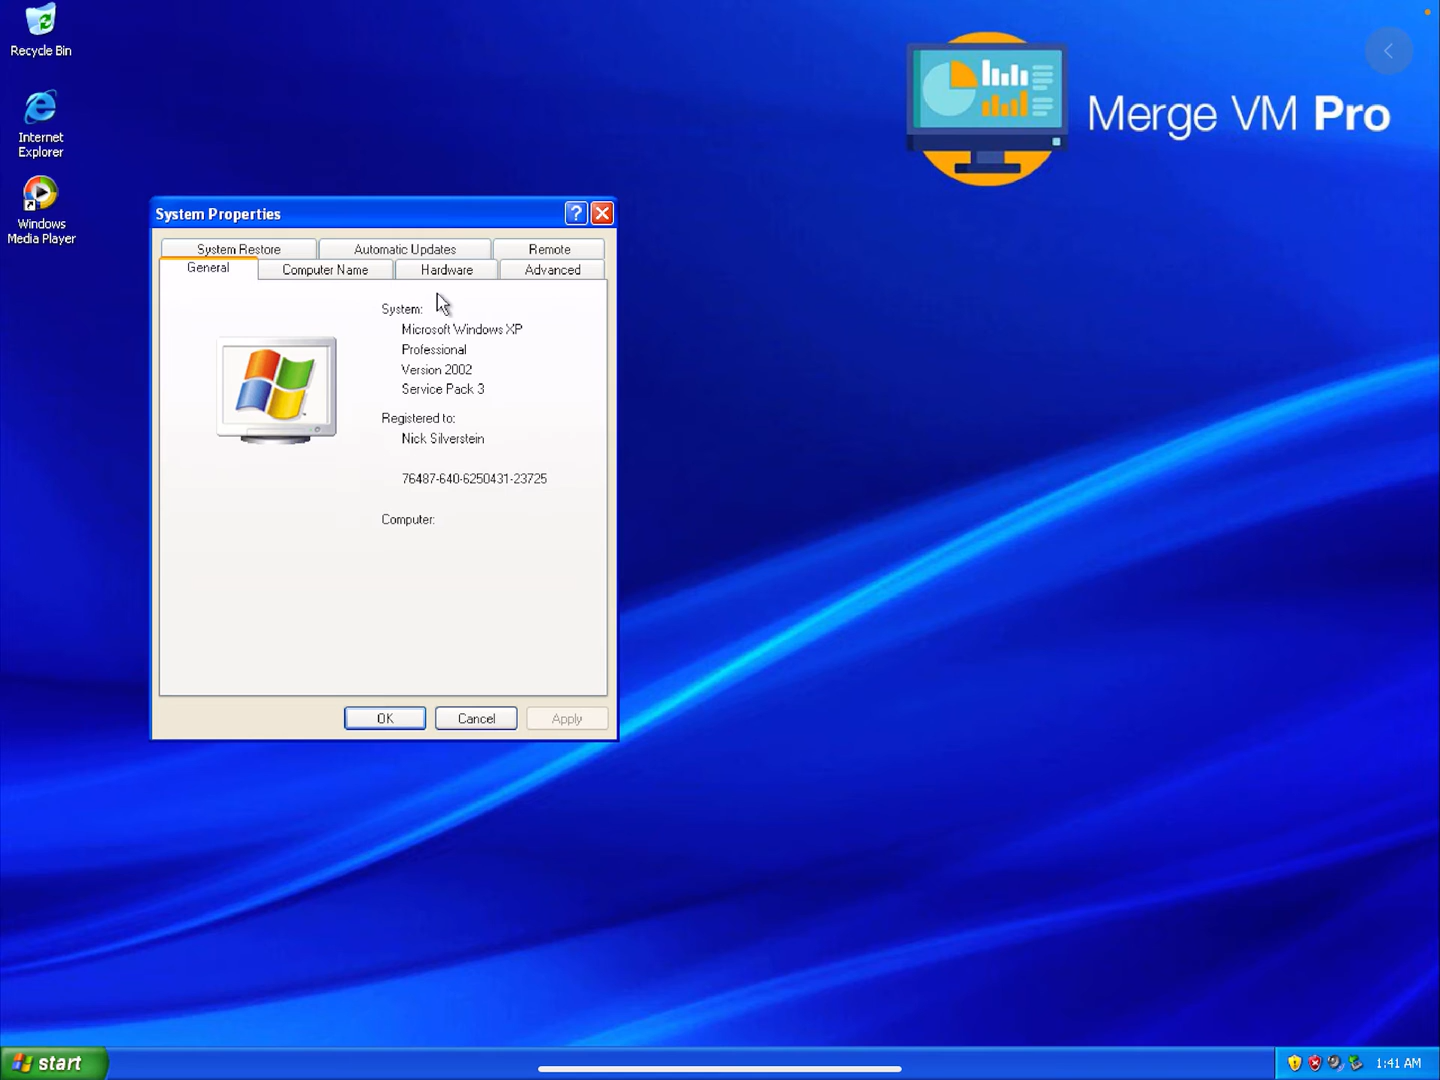 Recycle Bin
Internet
Explorer
Windows
Media Player
Merge VM Pro
System Properties
?
System Restore
Automatic Updates
Remote
General
Computer Name
Hardware
Advanced
System:
Microsoft Windows XP
Professional
Version 2002
Service Pack 3
Registered to:
Nick Silverstein
76487-640-6250431-23725
Computer:
OK
Cancel
Apply
start
1:41 AM